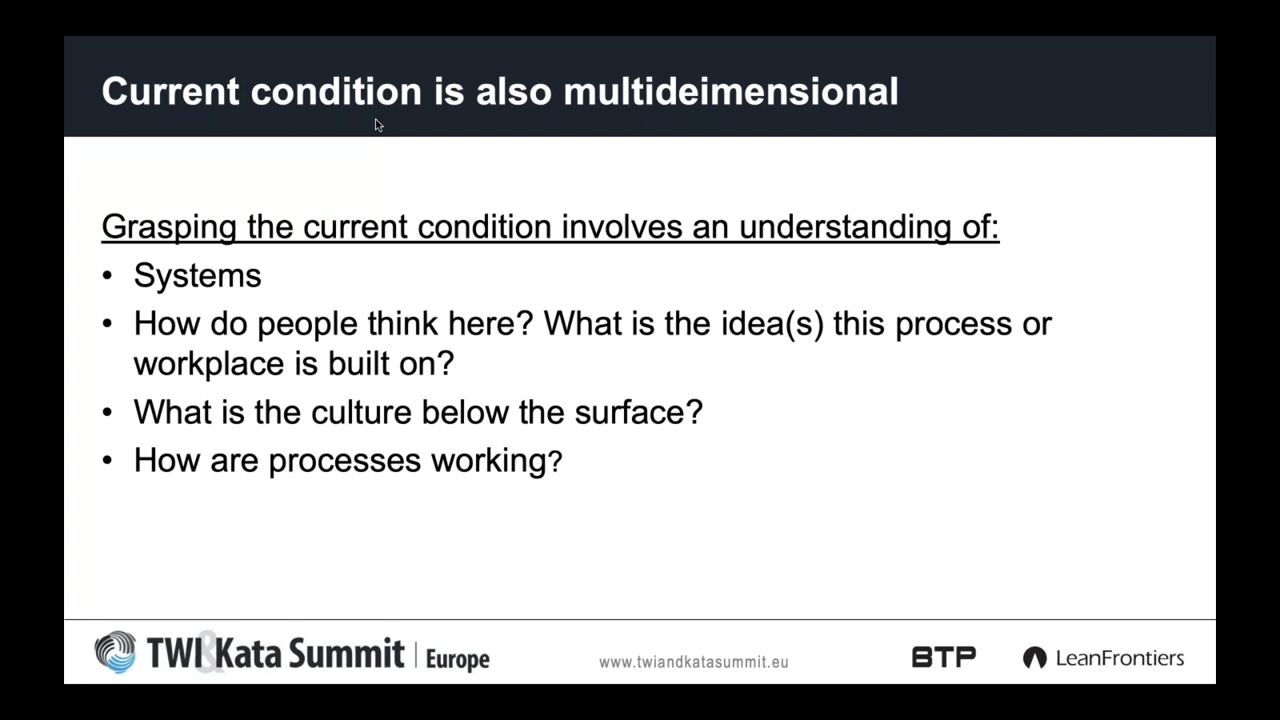 Current condition is also multideimensional
Grasping the current condition involves an understanding of:
• Systems
• How do people think here? What is the idea(s) this process or
workplace is built on?
• What is the culture below the surface?
• How are processes working?
TWI & Kata Summit | Europe
www.twiandkatasummit.eu
BTP
LeanFrontiers